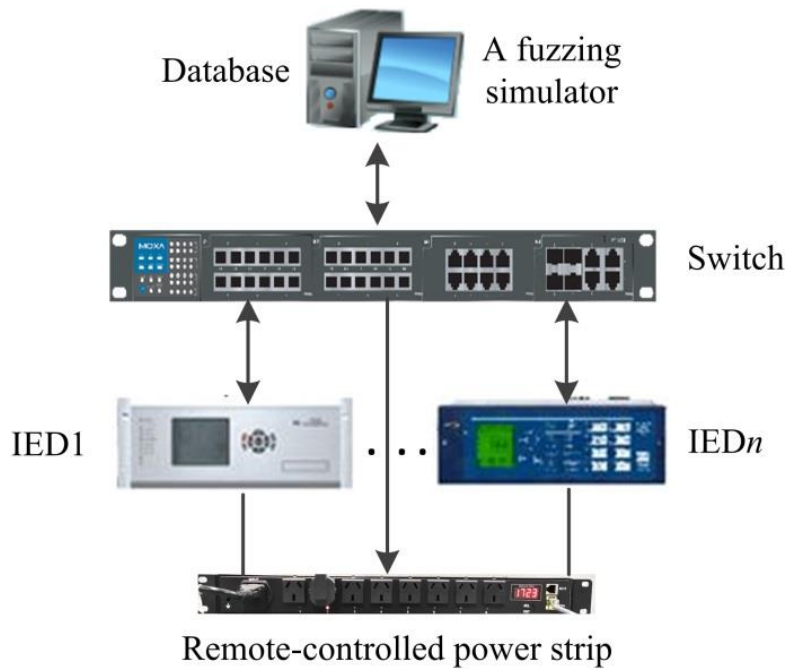 Database
A fuzzing
simulator
MOXA
Switch
IED1
. . . .
IEDn
1723
Remote-controlled power strip